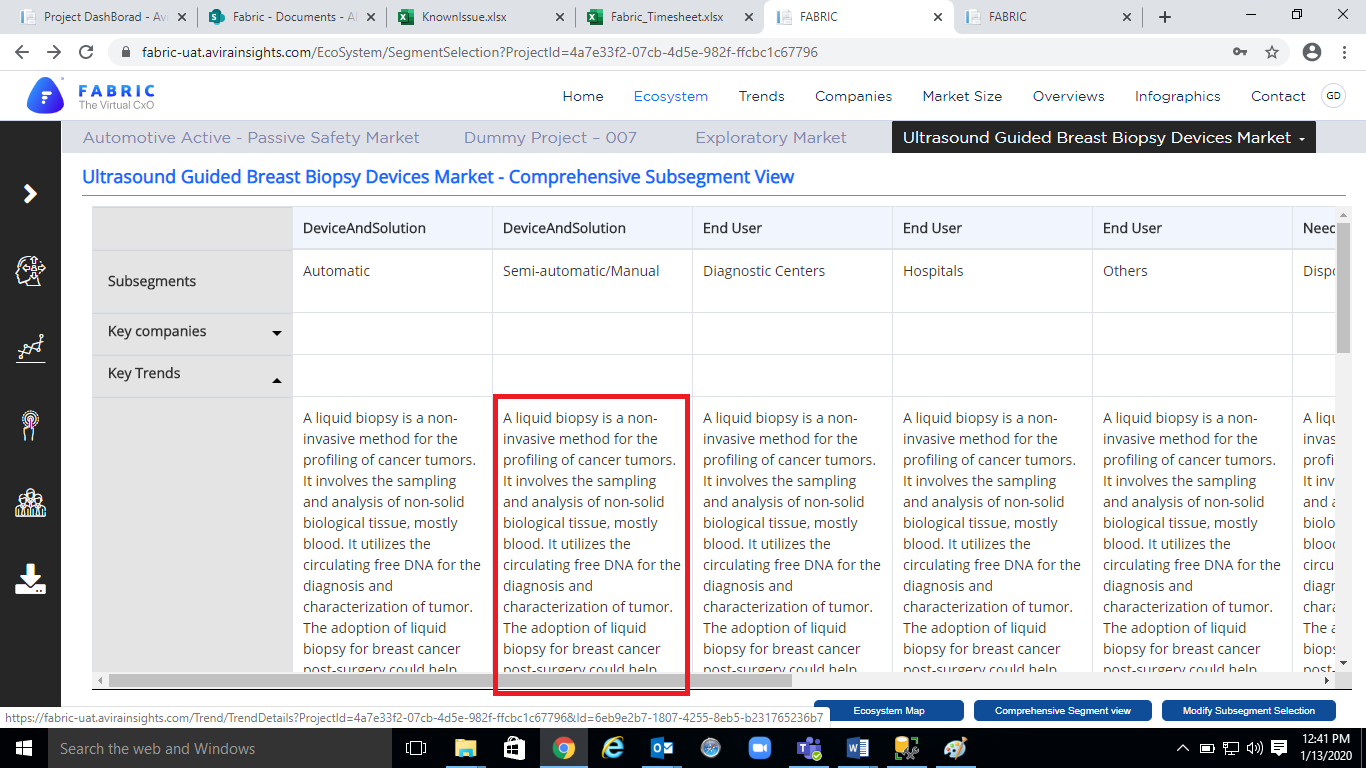 Project DashBorad - Avi
Fabric - Documents - Al
KnownIssue.xlsx
Fabric_Timesheet.xlsx
FABRIC
FABRIC
fabric-uat.avirainsights.com/EcoSystem/SegmentSelection?ProjectId=4a7e33f2-07cb-4d5e-982f-ffcbc1c67796
FABRIC
The Virtual CxO
Home
Ecosystem
Trends
Companies
Market Size
Overviews
Infographics
Contact
GD
Automotive Active - Passive Safety Market
Dummy Project – 007
Exploratory Market
Ultrasound Guided Breast Biopsy Devices Market
Ultrasound Guided Breast Biopsy Devices Market - Comprehensive Subsegment View
DeviceAndSolution
DeviceAndSolution
End User
End User
End User
Need
Subsegments
Automatic
Semi-automatic/Manual
Diagnostic Centers
Hospitals
Others
Dispo
Key companies
Key Trends
A liquid biopsy is a non-
invasive method for the
profiling of cancer tumors.
It involves the sampling
and analysis of non-solid
biological tissue, mostly
blood. It utilizes the
circulating free DNA for the
diagnosis and
characterization of tumor.
The adoption of liquid
biopsy for breast cancer
post-surgery could help
A liquid biopsy is a non-
invasive method for the
profiling of cancer tumors.
It involves the sampling
and analysis of non-solid
biological tissue, mostly
blood. It utilizes the
circulating free DNA for the
diagnosis and
characterization of tumor.
The adoption of liquid
biopsy for breast cancer
post-surgery could help
A liquid biopsy is a non-
invasive method for the
profiling of cancer tumors.
It involves the sampling
and analysis of non-solid
biological tissue, mostly
blood. It utilizes the
circulating free DNA for the
diagnosis and
characterization of tumor.
The adoption of liquid
biopsy for breast cancer
post-surgery could help
A liquid biopsy is a non-
invasive method for the
profiling of cancer tumors.
It involves the sampling
and analysis of non-solid
biological tissue, mostly
blood. It utilizes the
circulating free DNA for the
diagnosis and
characterization of tumor.
The adoption of liquid
biopsy for breast cancer
post-surgery could help
A liquid biopsy is a non-
invasive method for the
profiling of cancer tumors.
It involves the sampling
and analysis of non-solid
biological tissue, mostly
blood. It utilizes the
circulating free DNA for the
diagnosis and
characterization of tumor.
The adoption of liquid
biopsy for breast cancer
post-surgery could help
A liqu
invas
profi
It inv
and a
biolo
blood
circu
diagr
chara
The a
biops
post-
https://fabric-uat.avirainsights.com/Trend/TrendDetails?ProjectId=4a7e33f2-07cb-4d5e-982f-ffcbc1c67796&Id=6eb9e2b7-1807-4255-8eb5-b231765236b7
Ecosystem Map
Comprehensive Segment view
Modify Subsegment Selection
Search the web and Windows
12:41 PM
1/13/2020